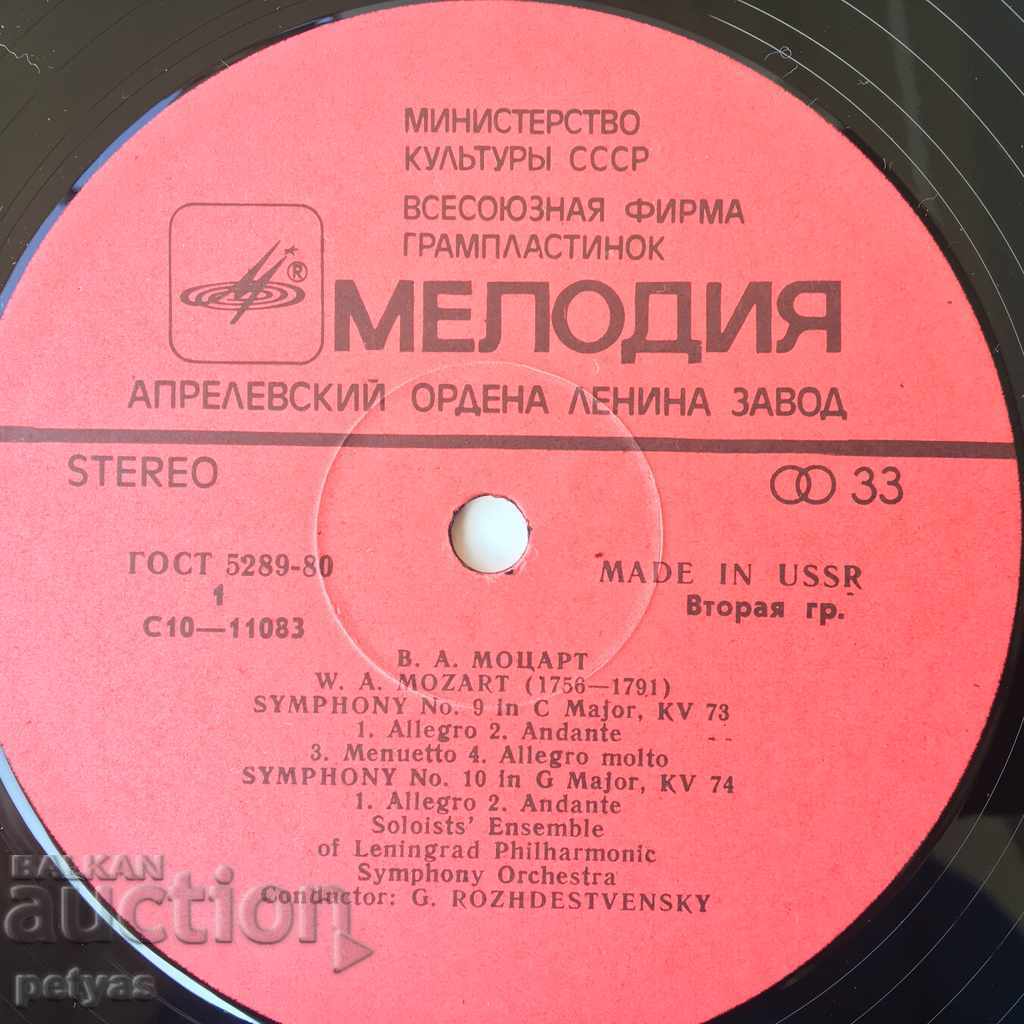 МИНИСТЕРСТВО
КУЛЬТУРЫ СССР
ВСЕСОЮЗНАЯ ФИРМА
ГРАМПЛАСТИНОК
®
МЕЛОДИЯ
АПРЕЛЕВСКИЙ ОРДЕНА ЛЕНИНА ЗАВОД
STEREO
33
ГОСТ 5289-80
1
С10—11083
MADE IN USSR
Вторая гр.
В. А. МОЦАРТ
W. A. MOZART (1756—1791)
SYMPHONY No. 9 in C Major, KV 73
1. Allegro 2. Andante
3. Menuetto 4. Allegro molto
SYMPHONY No. 10 in G Major, KV 74
1. Allegro 2. Andante
Soloists' Ensemble
of Leningrad Philharmonic
Symphony Orchestra
Conductor: G. ROZHDESTVENSKY
BALKAN
auction
petyas